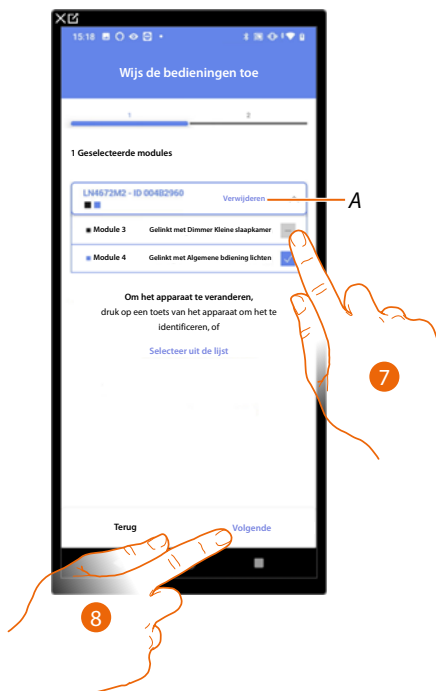 15:18
Wijs de bedieningen toe
1 2
1 Geselecteerde modules
LN4672M2 - ID 004B2960
Verwijderen
A
Module 3 Gelinkt met Dimmer Kleine slaapkamer
Module 4 Gelinkt met Algemene bdiening lichten
Om het apparaat te veranderen,
druk op een toets van het apparaat om het te
identificeren, of
Selecteer uit de lijst
7
Terug Volgende
8